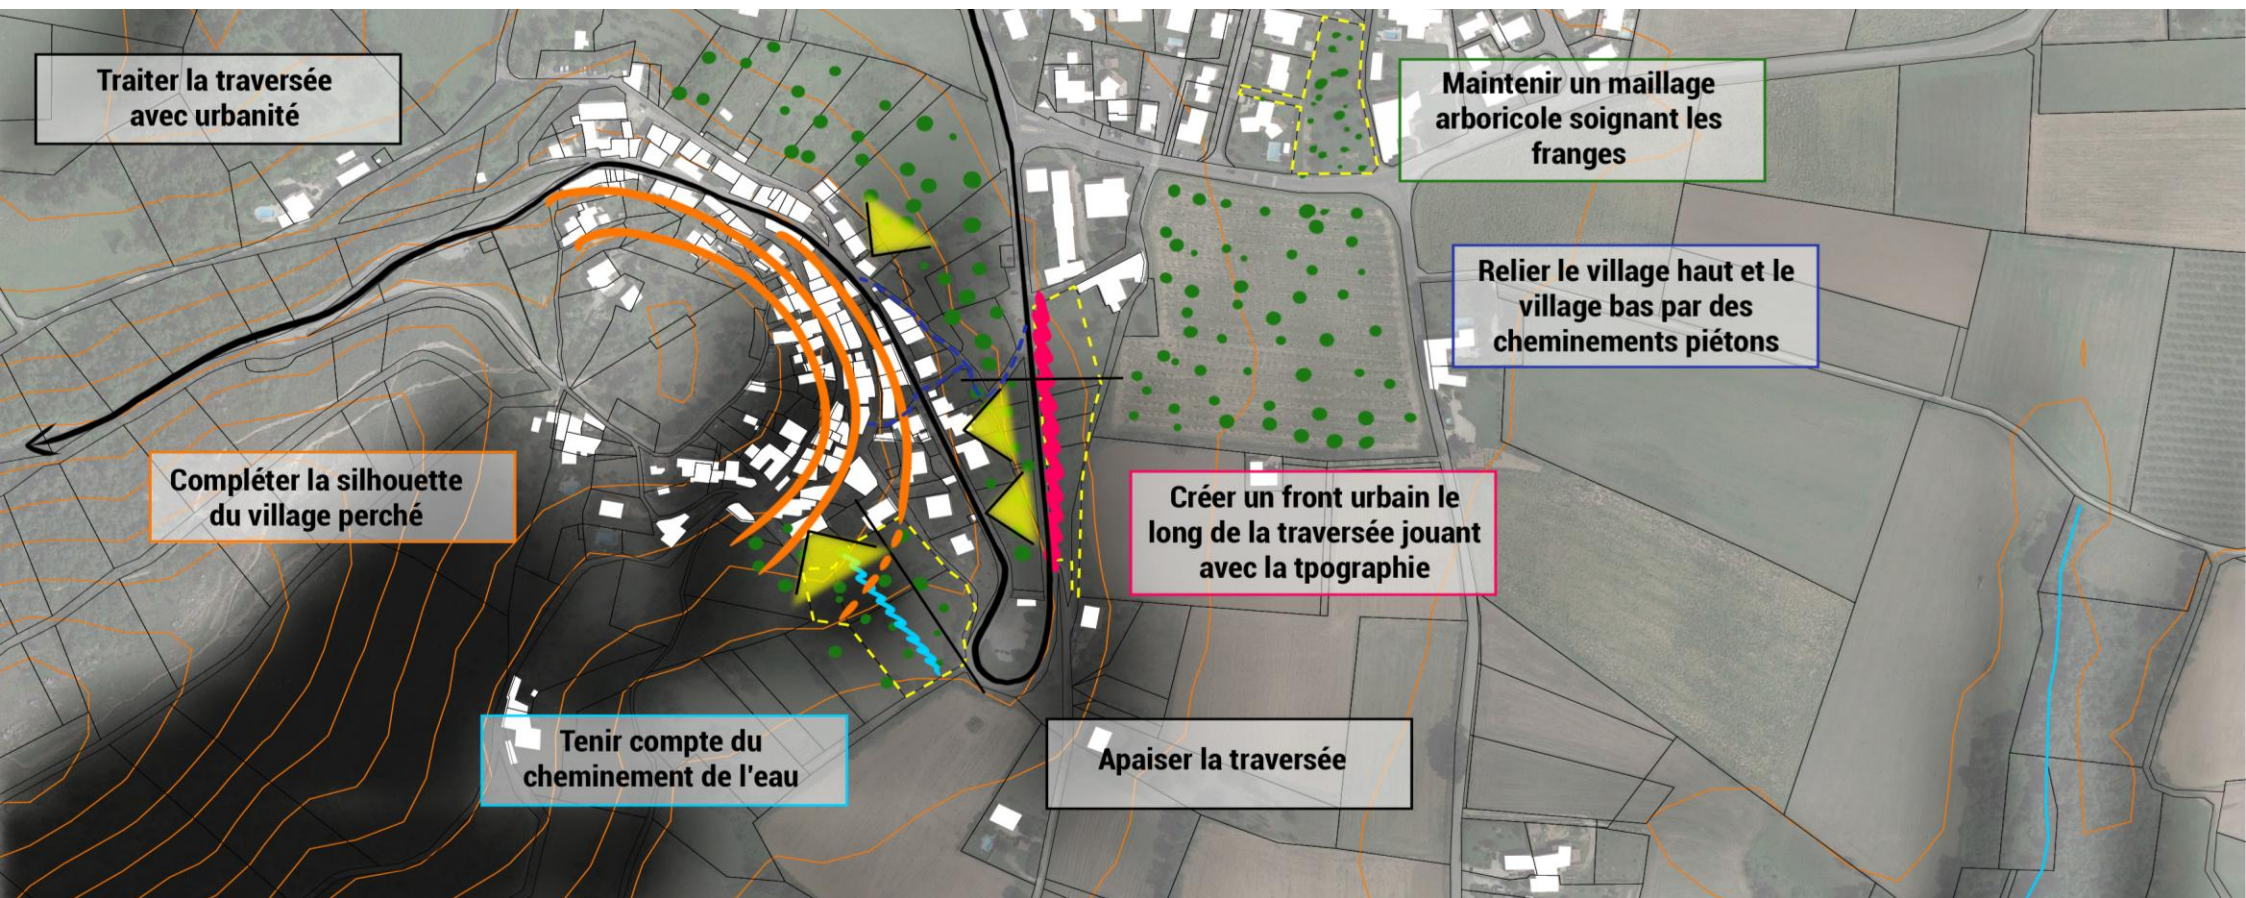 Traiter la traversée
avec urbanité
Maintenir un maillage
arboricole soignant les
franges
Relier le village haut et le
village bas par des
cheminements piétons
Compléter la silhouette
du village perché
Créer un front urbain le
long de la traversée jouant
avec la tpographie
Tenir compte du
cheminement de l'eau
Apaiser la traversée